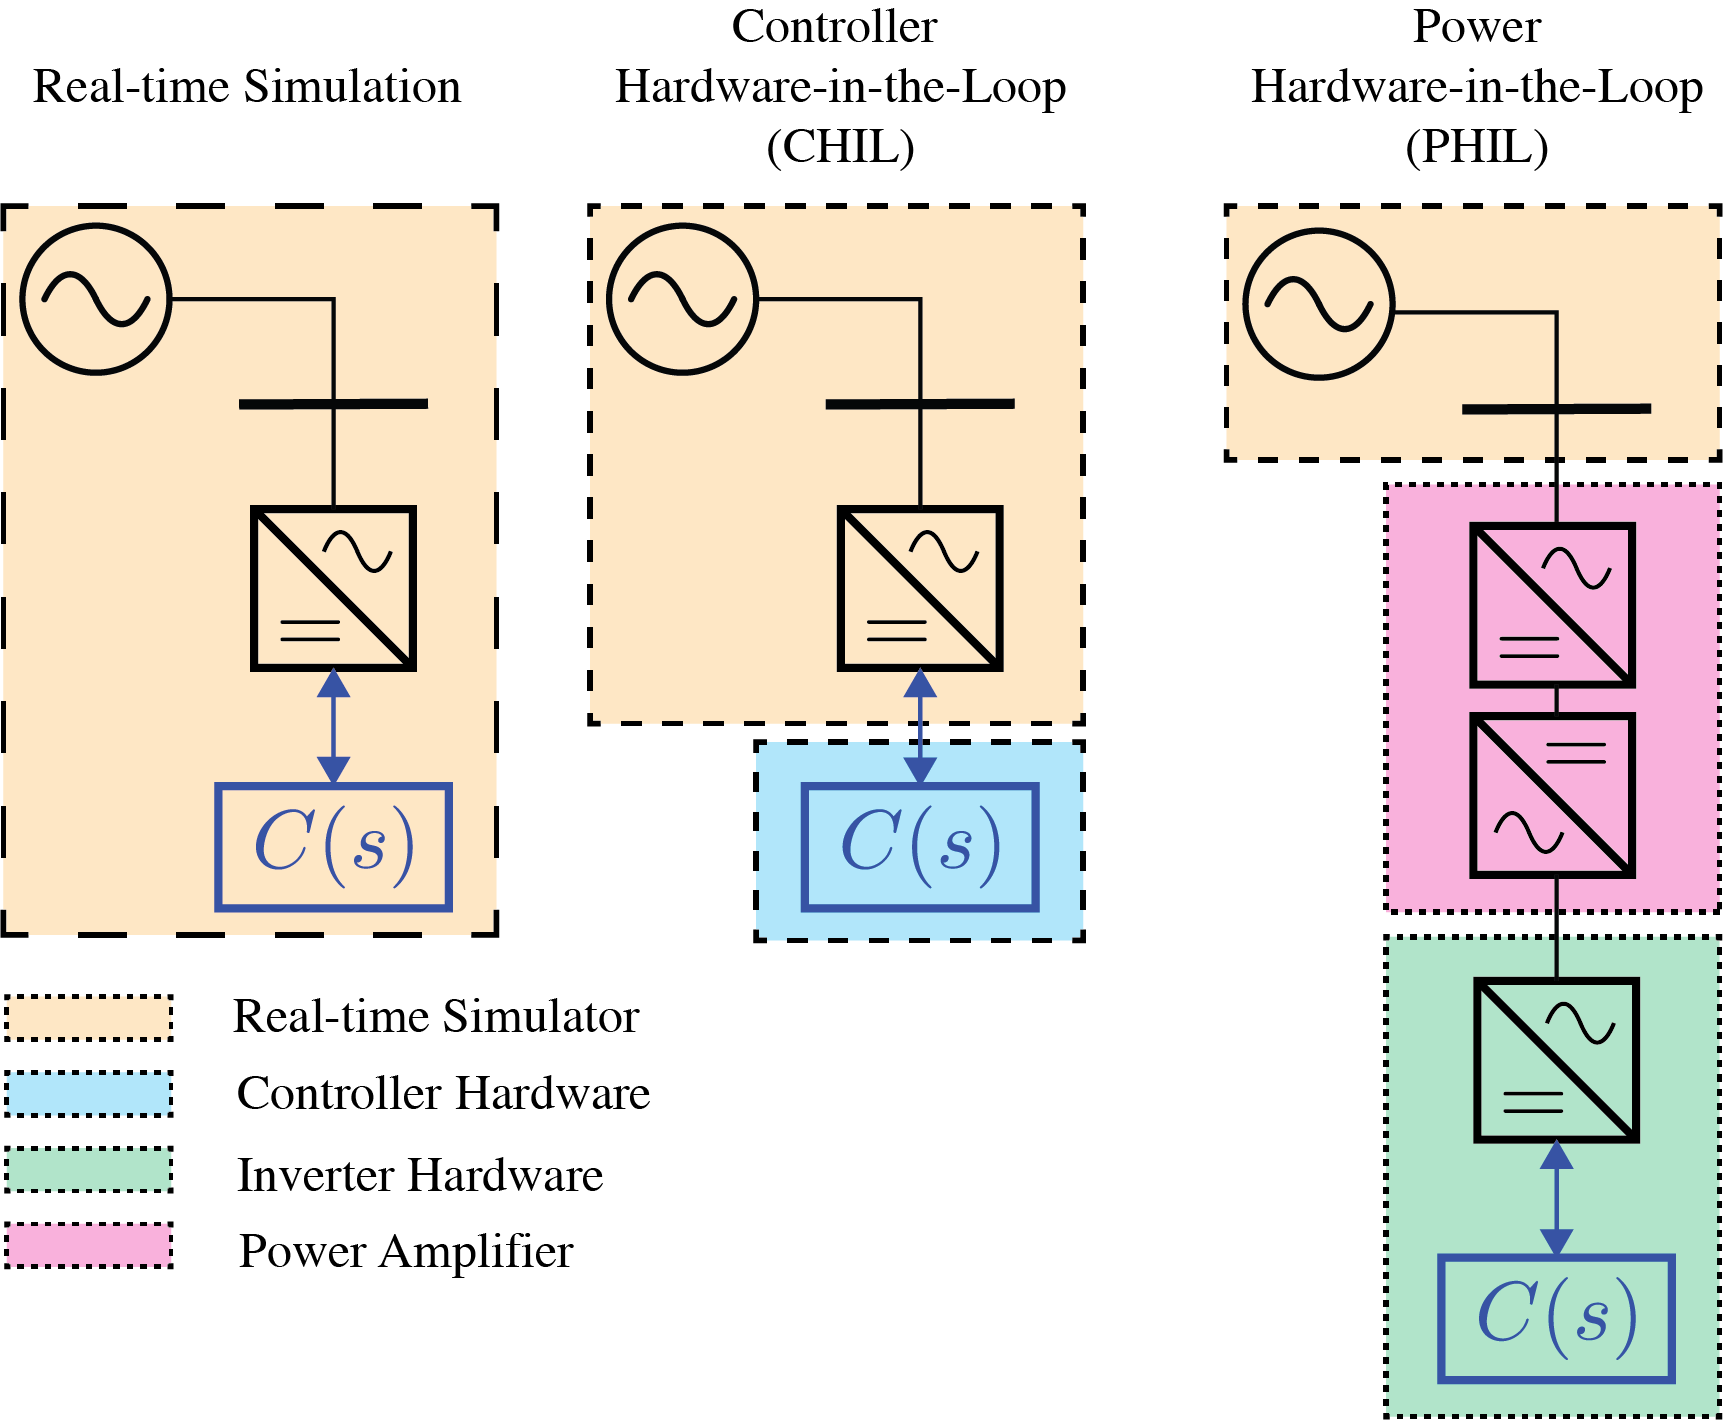 Real-time Simulation
Controller
Hardware-in-the-Loop
(CHIL)
Power
Hardware-in-the-Loop
(PHIL)
C(s)
C(s)
C(s)
Real-time Simulator
Controller Hardware
Inverter Hardware
Power Amplifier